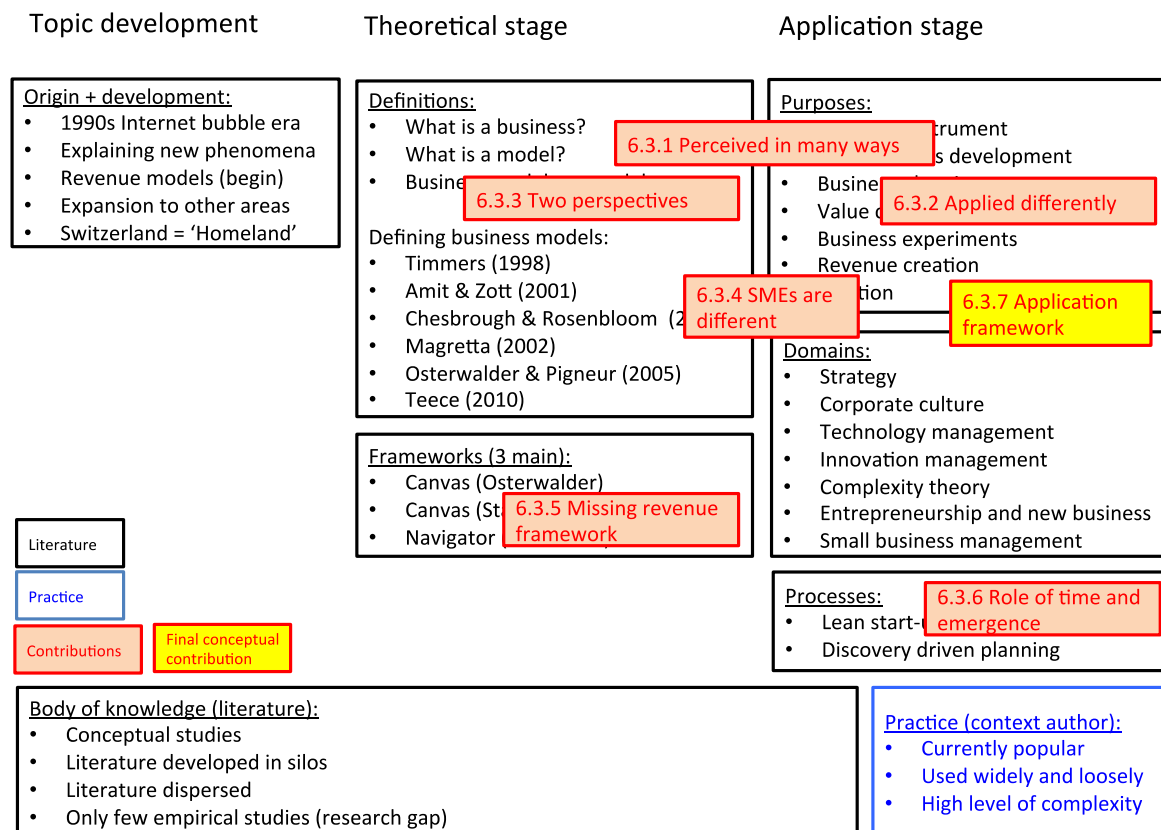 Topic development
Theoretical stage
Application stage
Origin + development:
• 1990s Internet bubble era
• Explaining new phenomena
• Revenue models (begin)
• Expansion to other areas
• Switzerland = ‘Homeland’
Definitions:
• What is a business?
• What is a model?
•
6.3.3 Two perspectives
Defining business models:
• Timmers (1998)
• Amit & Zott (2001)
• Chesbrough & Rosenbloom (2
• Magretta (2002)
• Osterwalder & Pigneur (2005)
• Teece (2010)
Frameworks (3 main):
• Canvas (Osterwalder)
• Canvas
• Navigator
6.3.5 Missing revenue
framework
6.3.1 Perceived in many ways
6.3.4 SMEs are
different
Purposes:
development
•
• Value
• Business experiments
• Revenue creation
6.3.2 Applied differently
6.3.7 Application
framework
Domains:
• Strategy
• Corporate culture
• Technology management
• Innovation management
• Complexity theory
• Entrepreneurship and new business
• Small business management
Processes:
• Lean
• Discovery driven planning
6.3.6 Role of time and
emergence
Literature
Practice
Contributions
Final conceptual
contribution
Body of knowledge (literature):
• Conceptual studies
• Literature developed in silos
• Literature dispersed
• Only few empirical studies (research gap)
Practice (context author):
• Currently popular
• Used widely and loosely
• High level of complexity